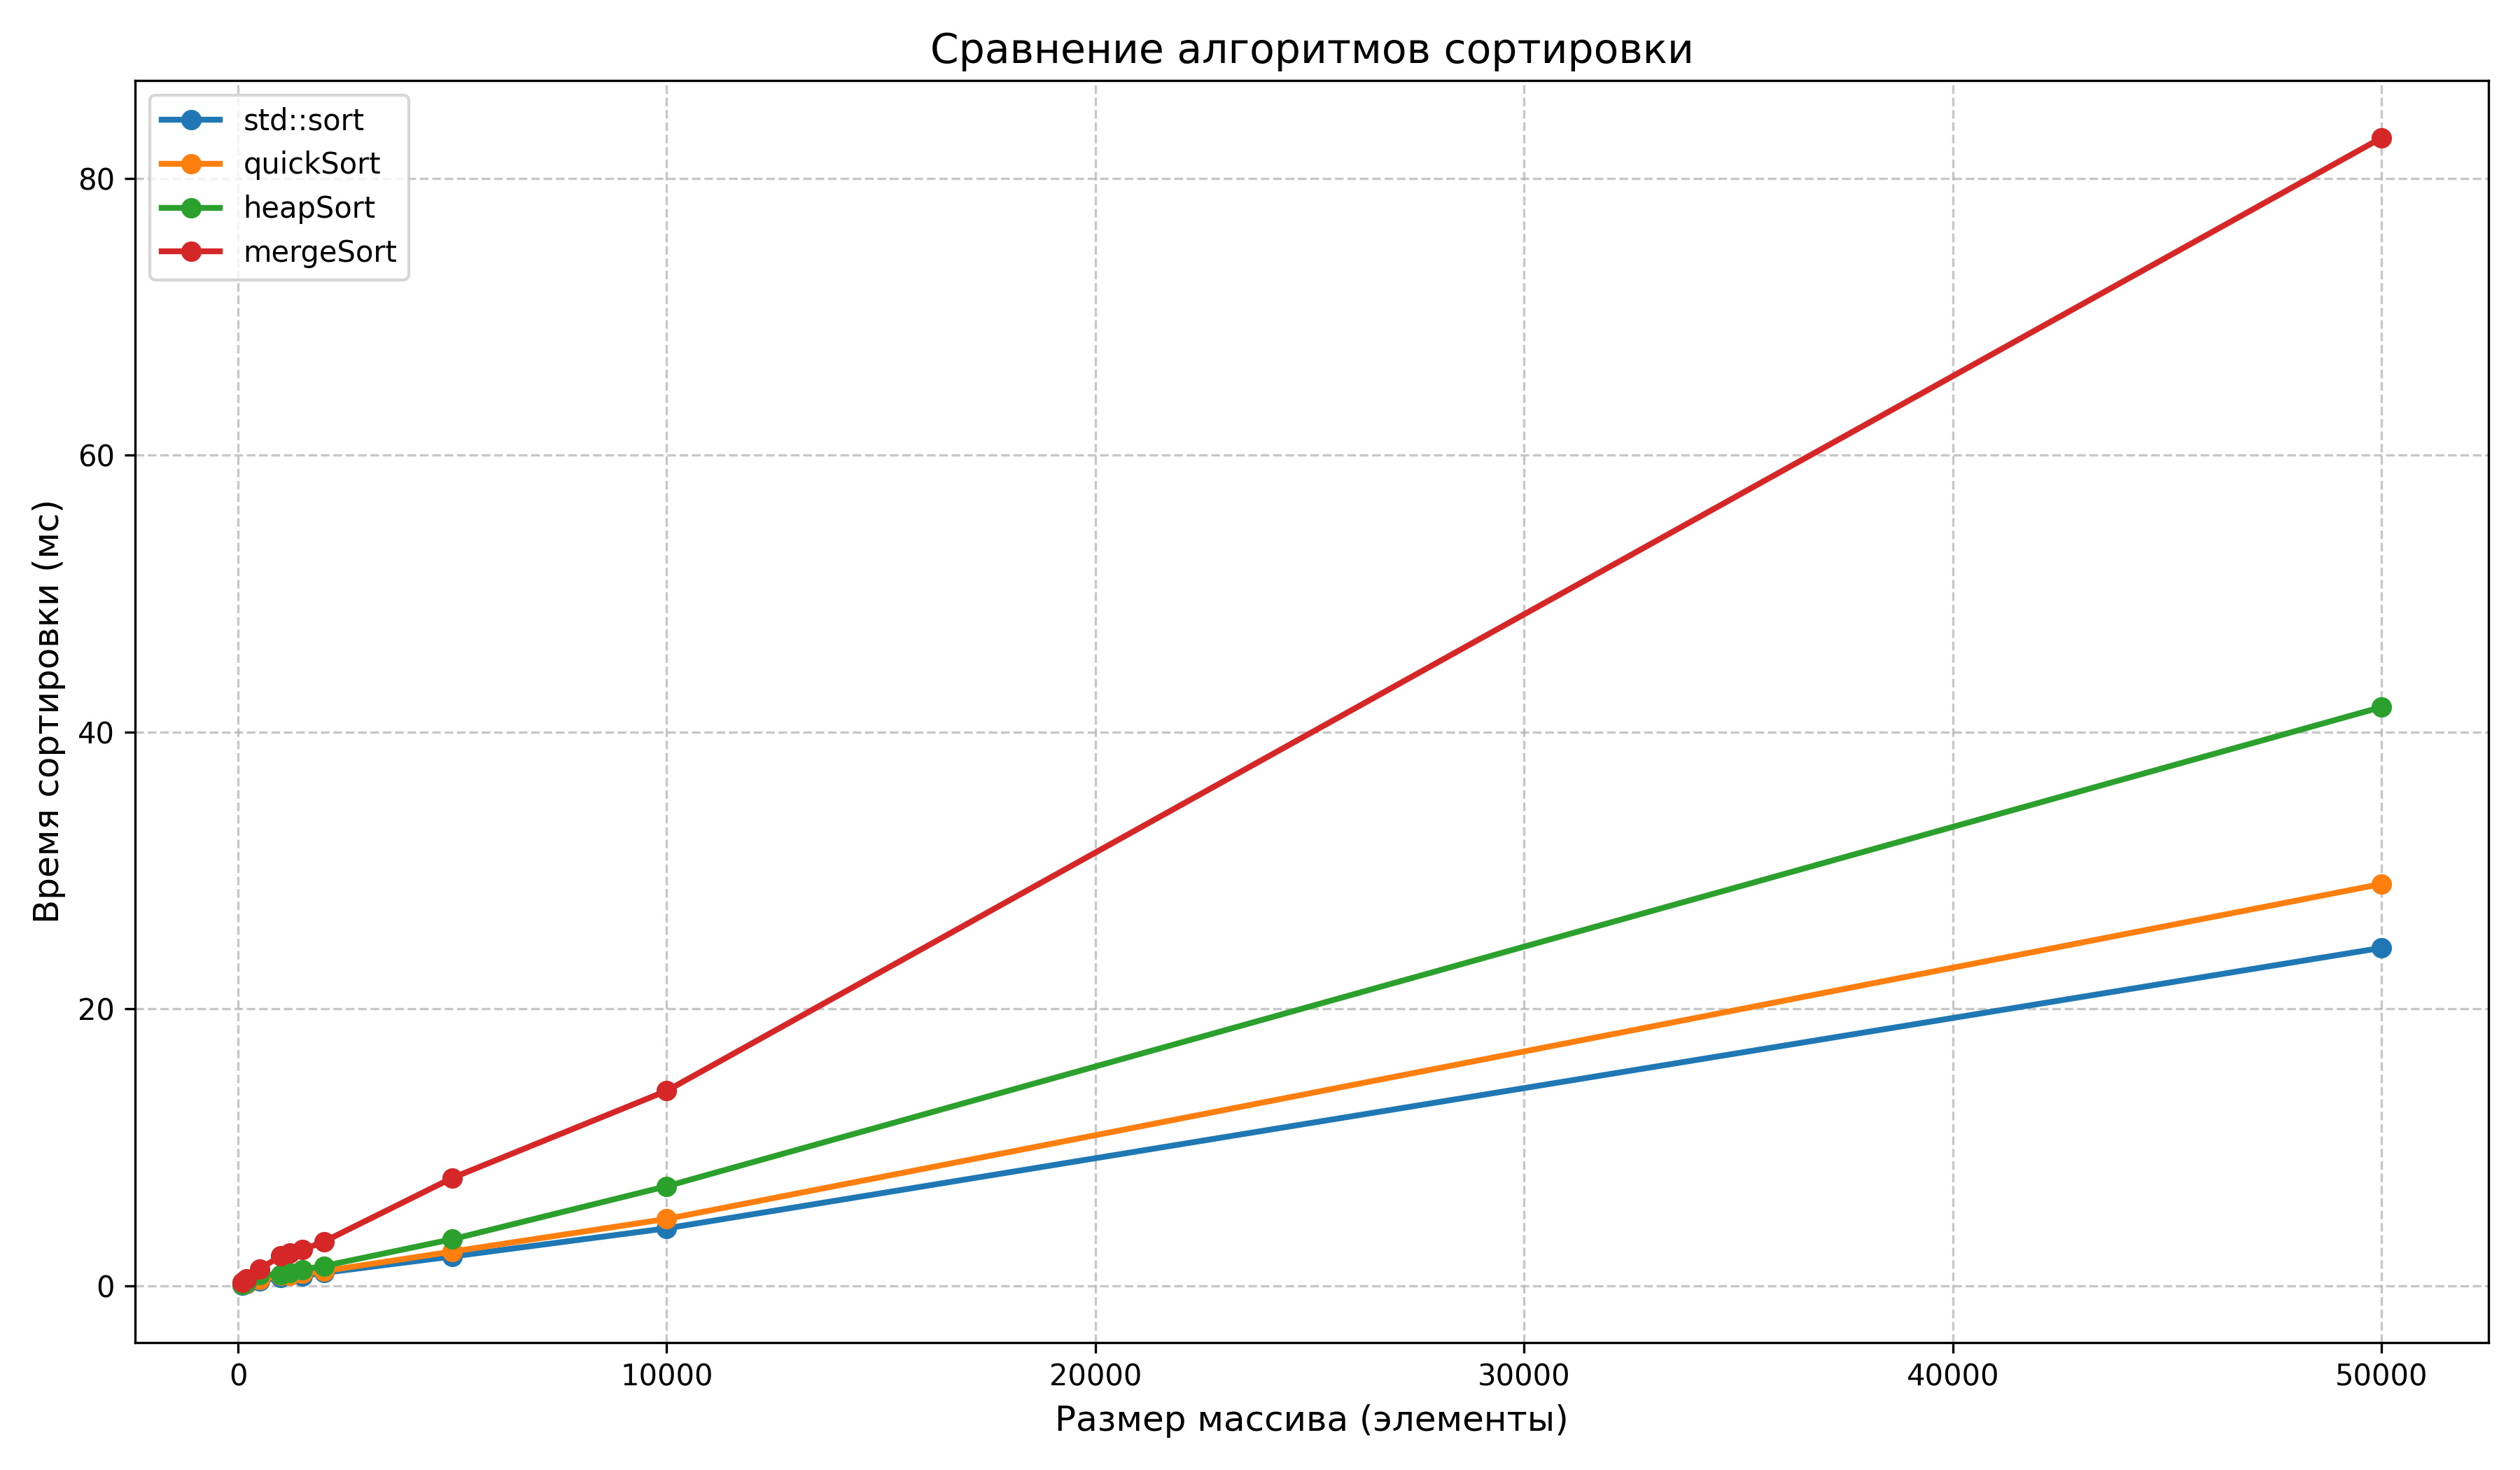 Сравнение алгоритмов сортировки
std::sort
quickSort
heapSort
mergeSort
Время сортировки (мс)
80
60
40
20
0
0 10000 20000 30000 40000 50000
Размер массива (элементы)